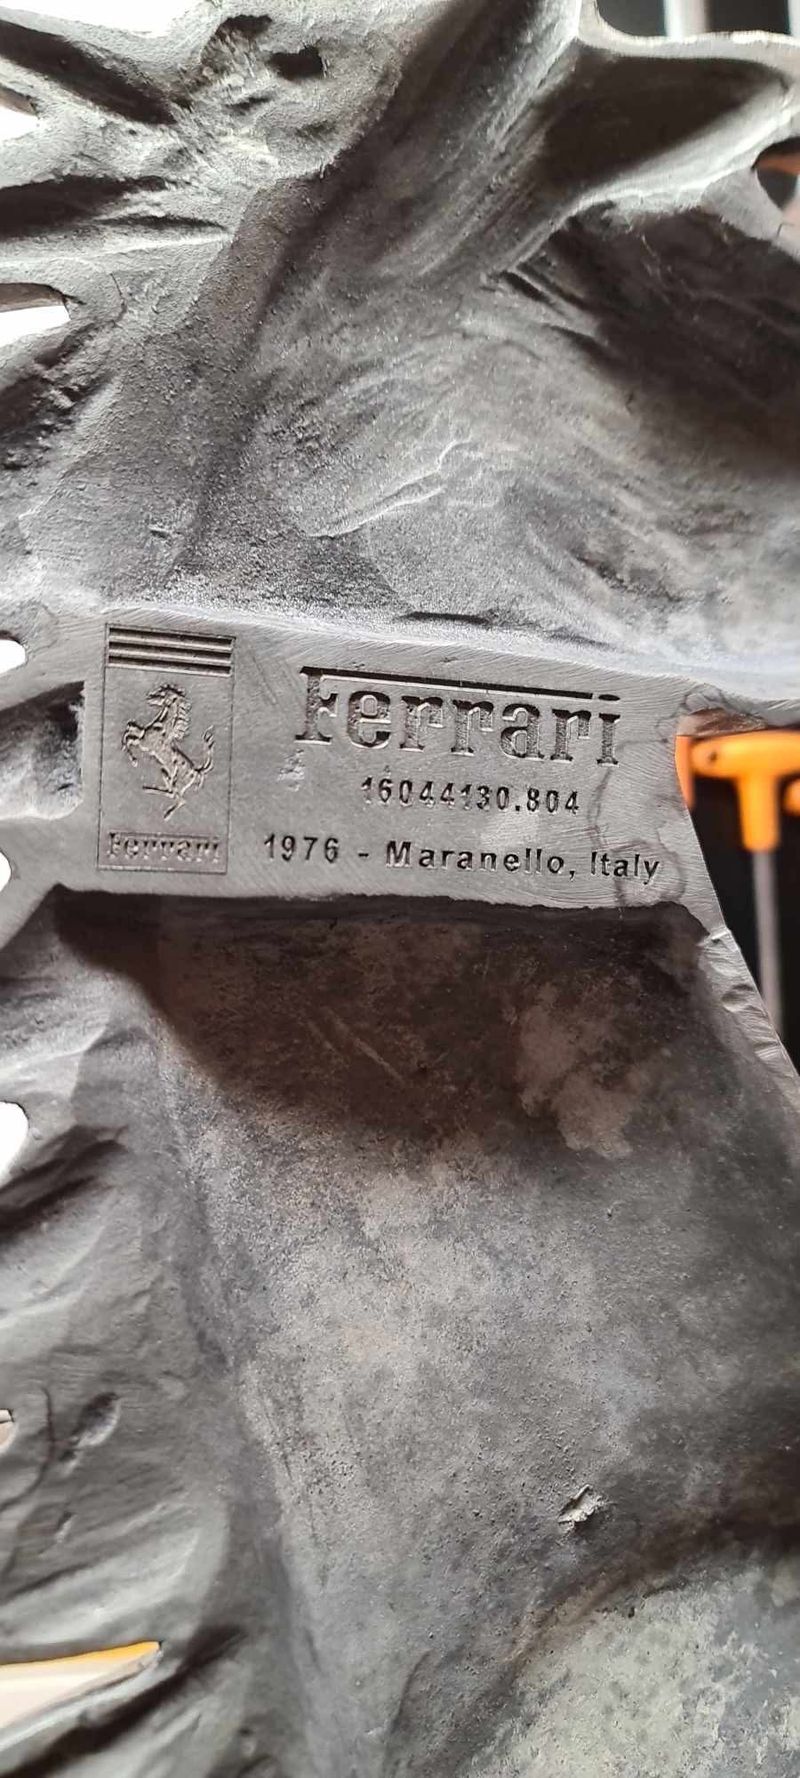 Ferrari
16044130.804
1976 - Maranello, Italy
Ferrari